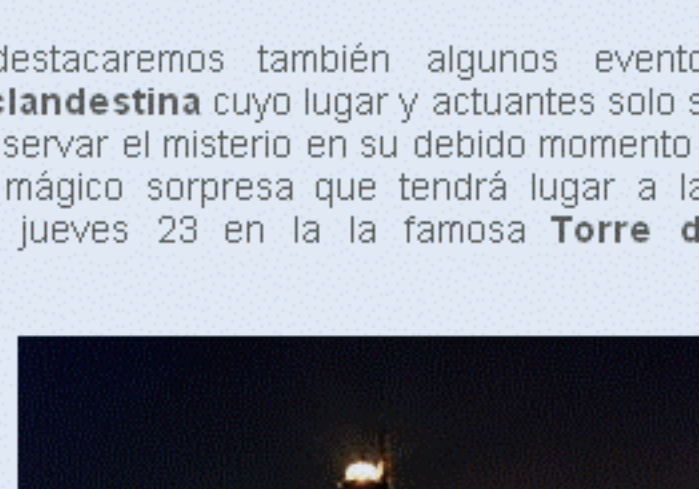 destacaremos también algunos evento
clandestina cuyo lugar y actuantes solo s
servar el misterio en su debido momento
mágico sorpresa que tendrá lugar a la
jueves 23 en la la famosa Torre d